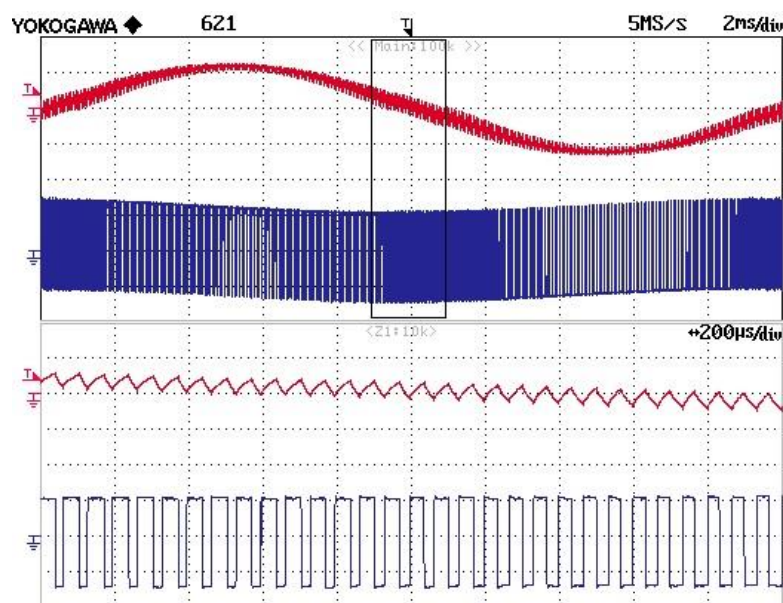 YOKOGAWA ◆ 621 5MS/s 2ms/div
T
<< Main:100k >>
T
<Z1:10k> ↔200µs/div
T